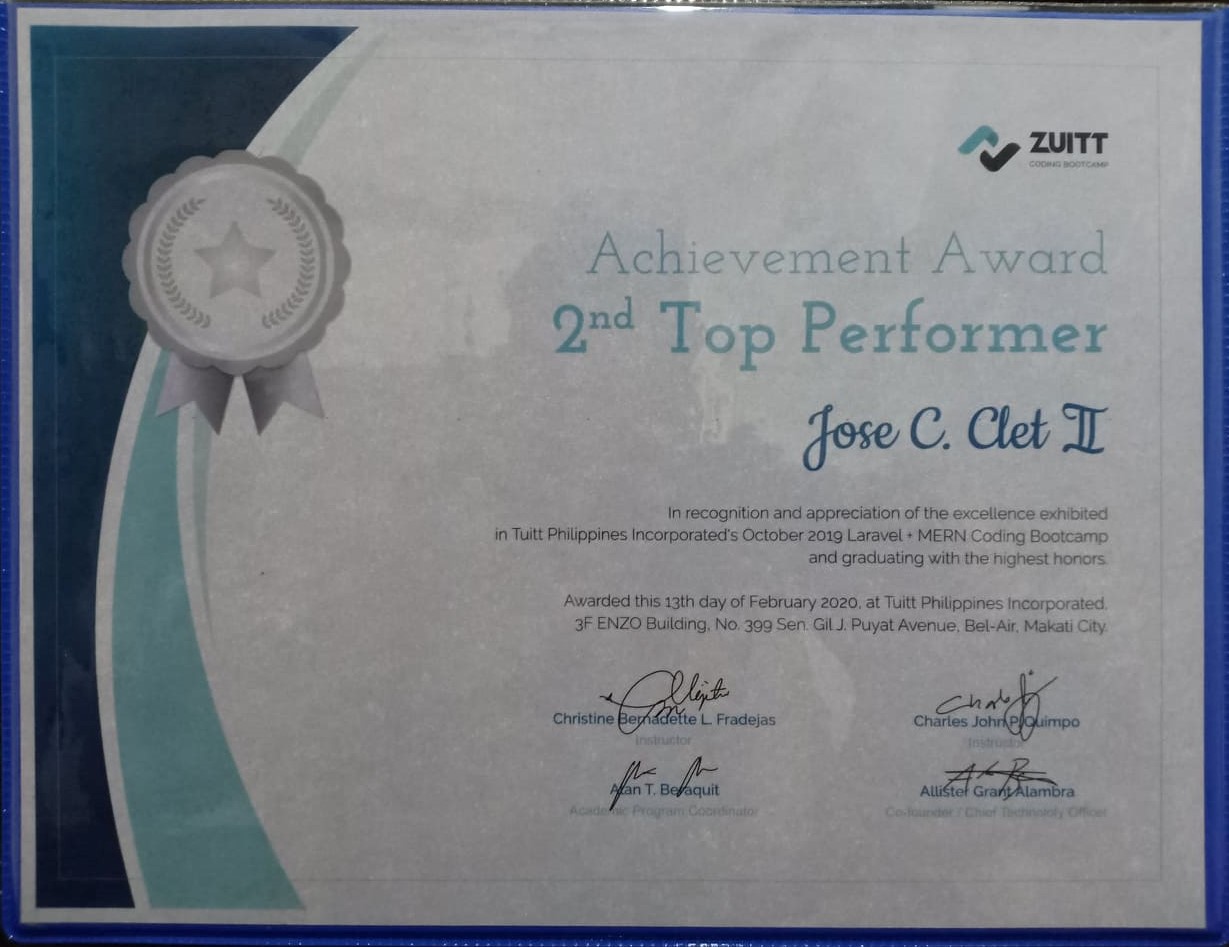 ZUITT
CODING BOOTCAMP
Achievement Award
2nd Top Performer
Jose C. Clet II
In recognition and appreciation of the excellence exhibited
in Tuitt Philippines Incorporated's October 2019 Laravel + MERN Coding Bootcamp
and graduating with the highest honors.
Awarded this 13th day of February 2020, at Tuitt Philippines Incorporated,
3F ENZO Building, No. 399 Sen. Gil J. Puyat Avenue, Bel-Air, Makati City.
Christine Bernadette L. Fradejas
Instructor
Charles John P. Quimpo
Instructor
Alan T. 
Academic Program Coordinator
Allister Grant Alambra
Co-founder / Chief Technololy Officer